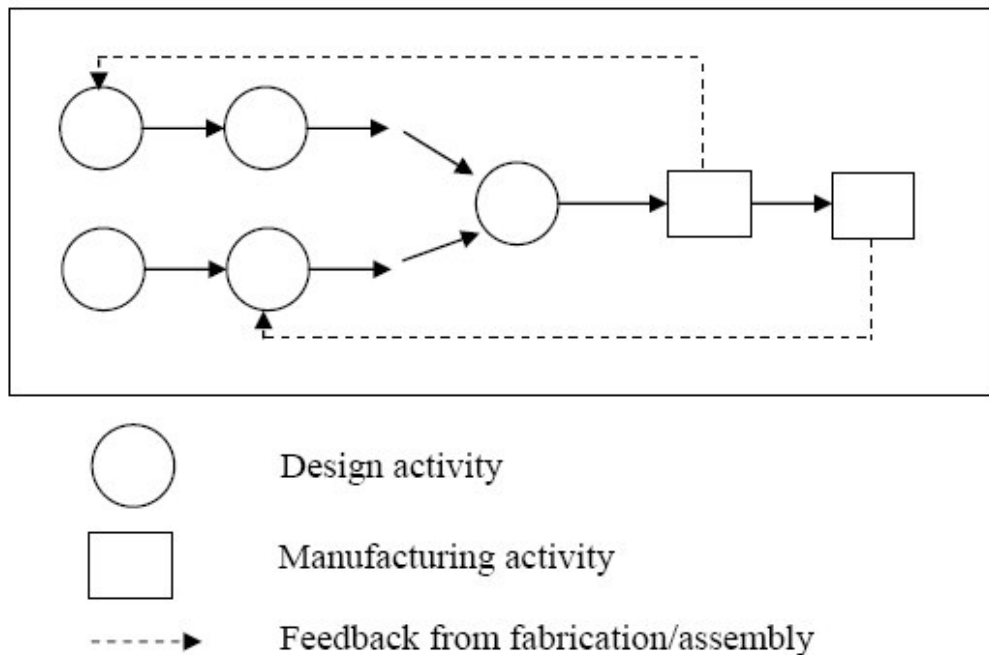 Design activity
Manufacturing activity
Feedback from fabrication/assembly